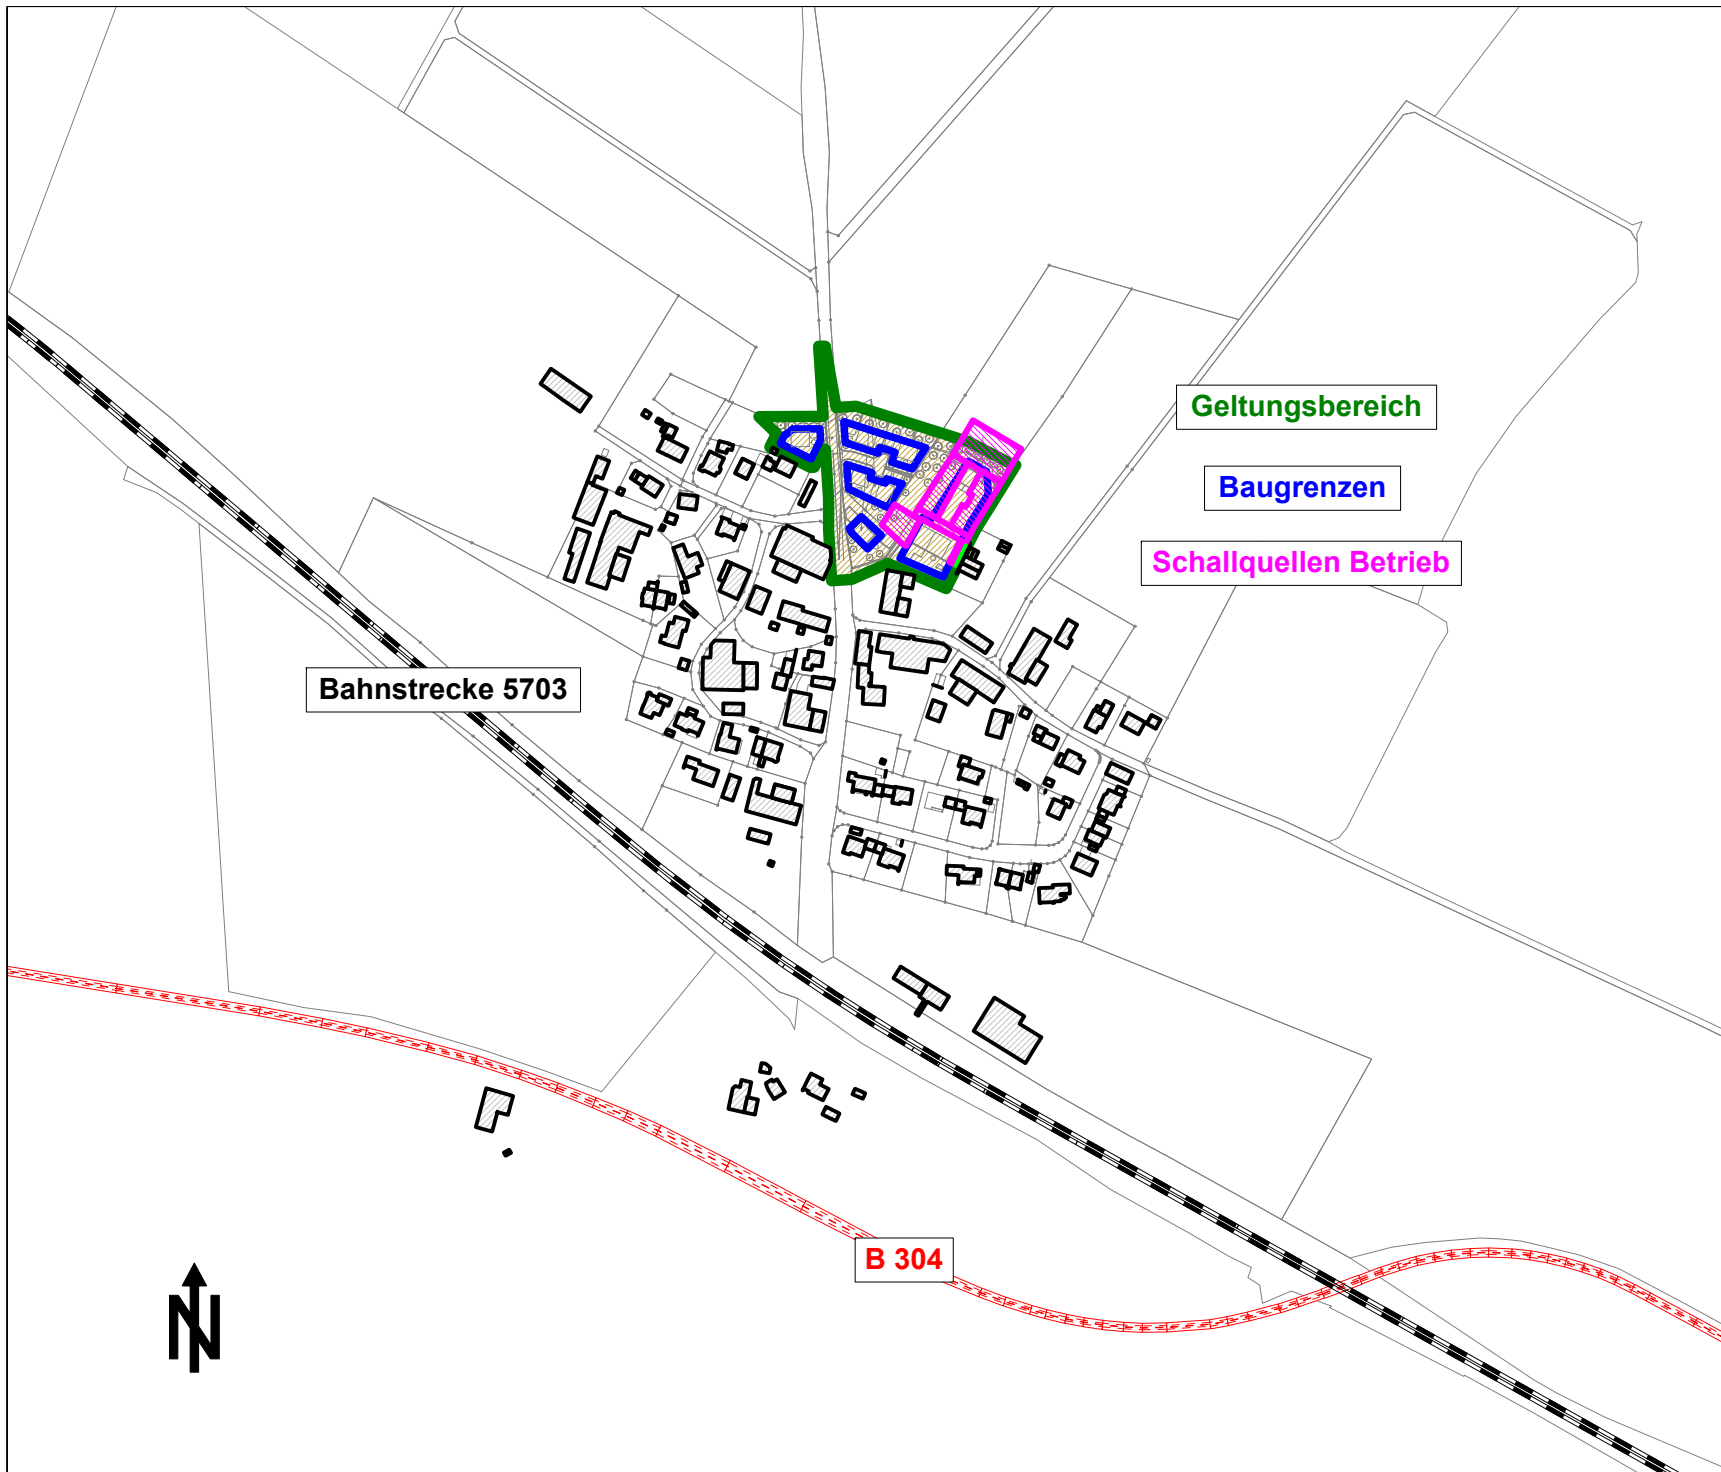 Geltungsbereich
Baugrenzen
Schallquellen Betrieb
Bahnstrecke 5703
B 304
N